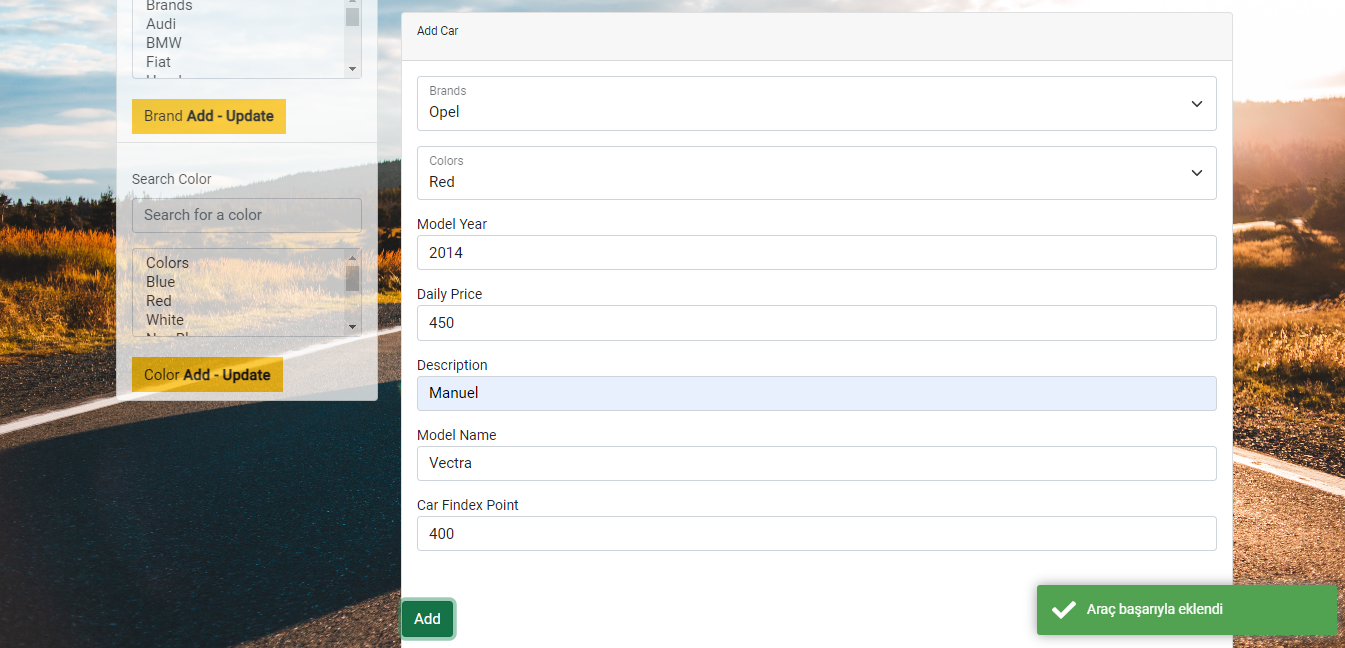 Brands
Audi
BMW
Fiat
Brand Add - Update
Search Color
Search for a color
Colors
Blue
Red
White
Color Add - Update
Add Car
Brands
Opel
Colors
Red
Model Year
2014
Daily Price
450
Description
Manuel
Model Name
Vectra
Car Findex Point
400
Add
Araç başarıyla eklendi